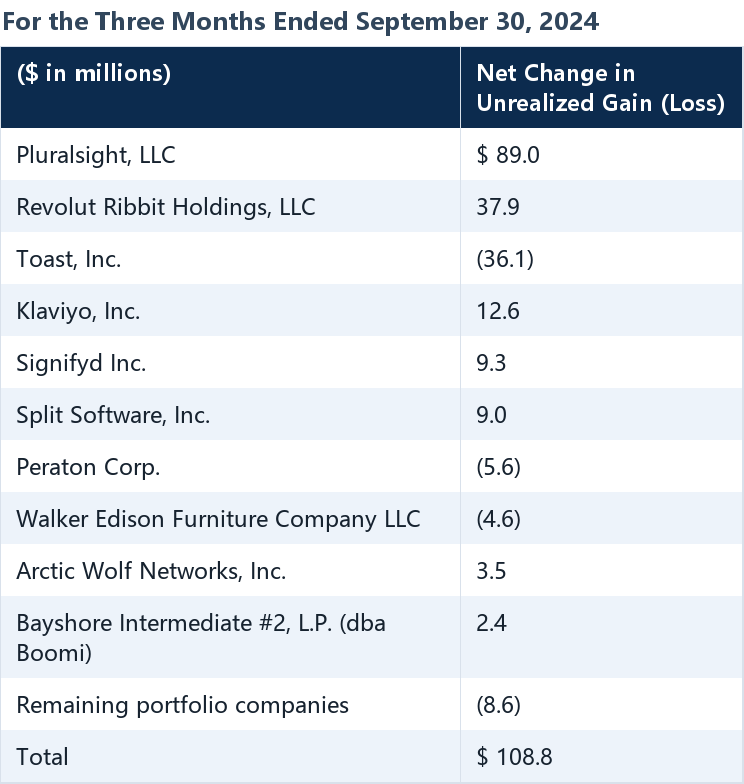 For the Three Months Ended September 30, 2024
($ in millions)
Net Change in
Unrealized Gain (Loss)
Pluralsight, LLC
$ 89.0
Revolut Ribbit Holdings, LLC
37.9
Toast, Inc.
(36.1)
Klaviyo, Inc.
12.6
Signifyd Inc.
9.3
Split Software, Inc.
9.0
Peraton Corp.
(5.6)
Walker Edison Furniture Company LLC
(4.6)
Arctic Wolf Networks, Inc.
3.5
Bayshore Intermediate #2, L.P. (dba
Boomi)
2.4
Remaining portfolio companies
(8.6)
Total
$ 108.8